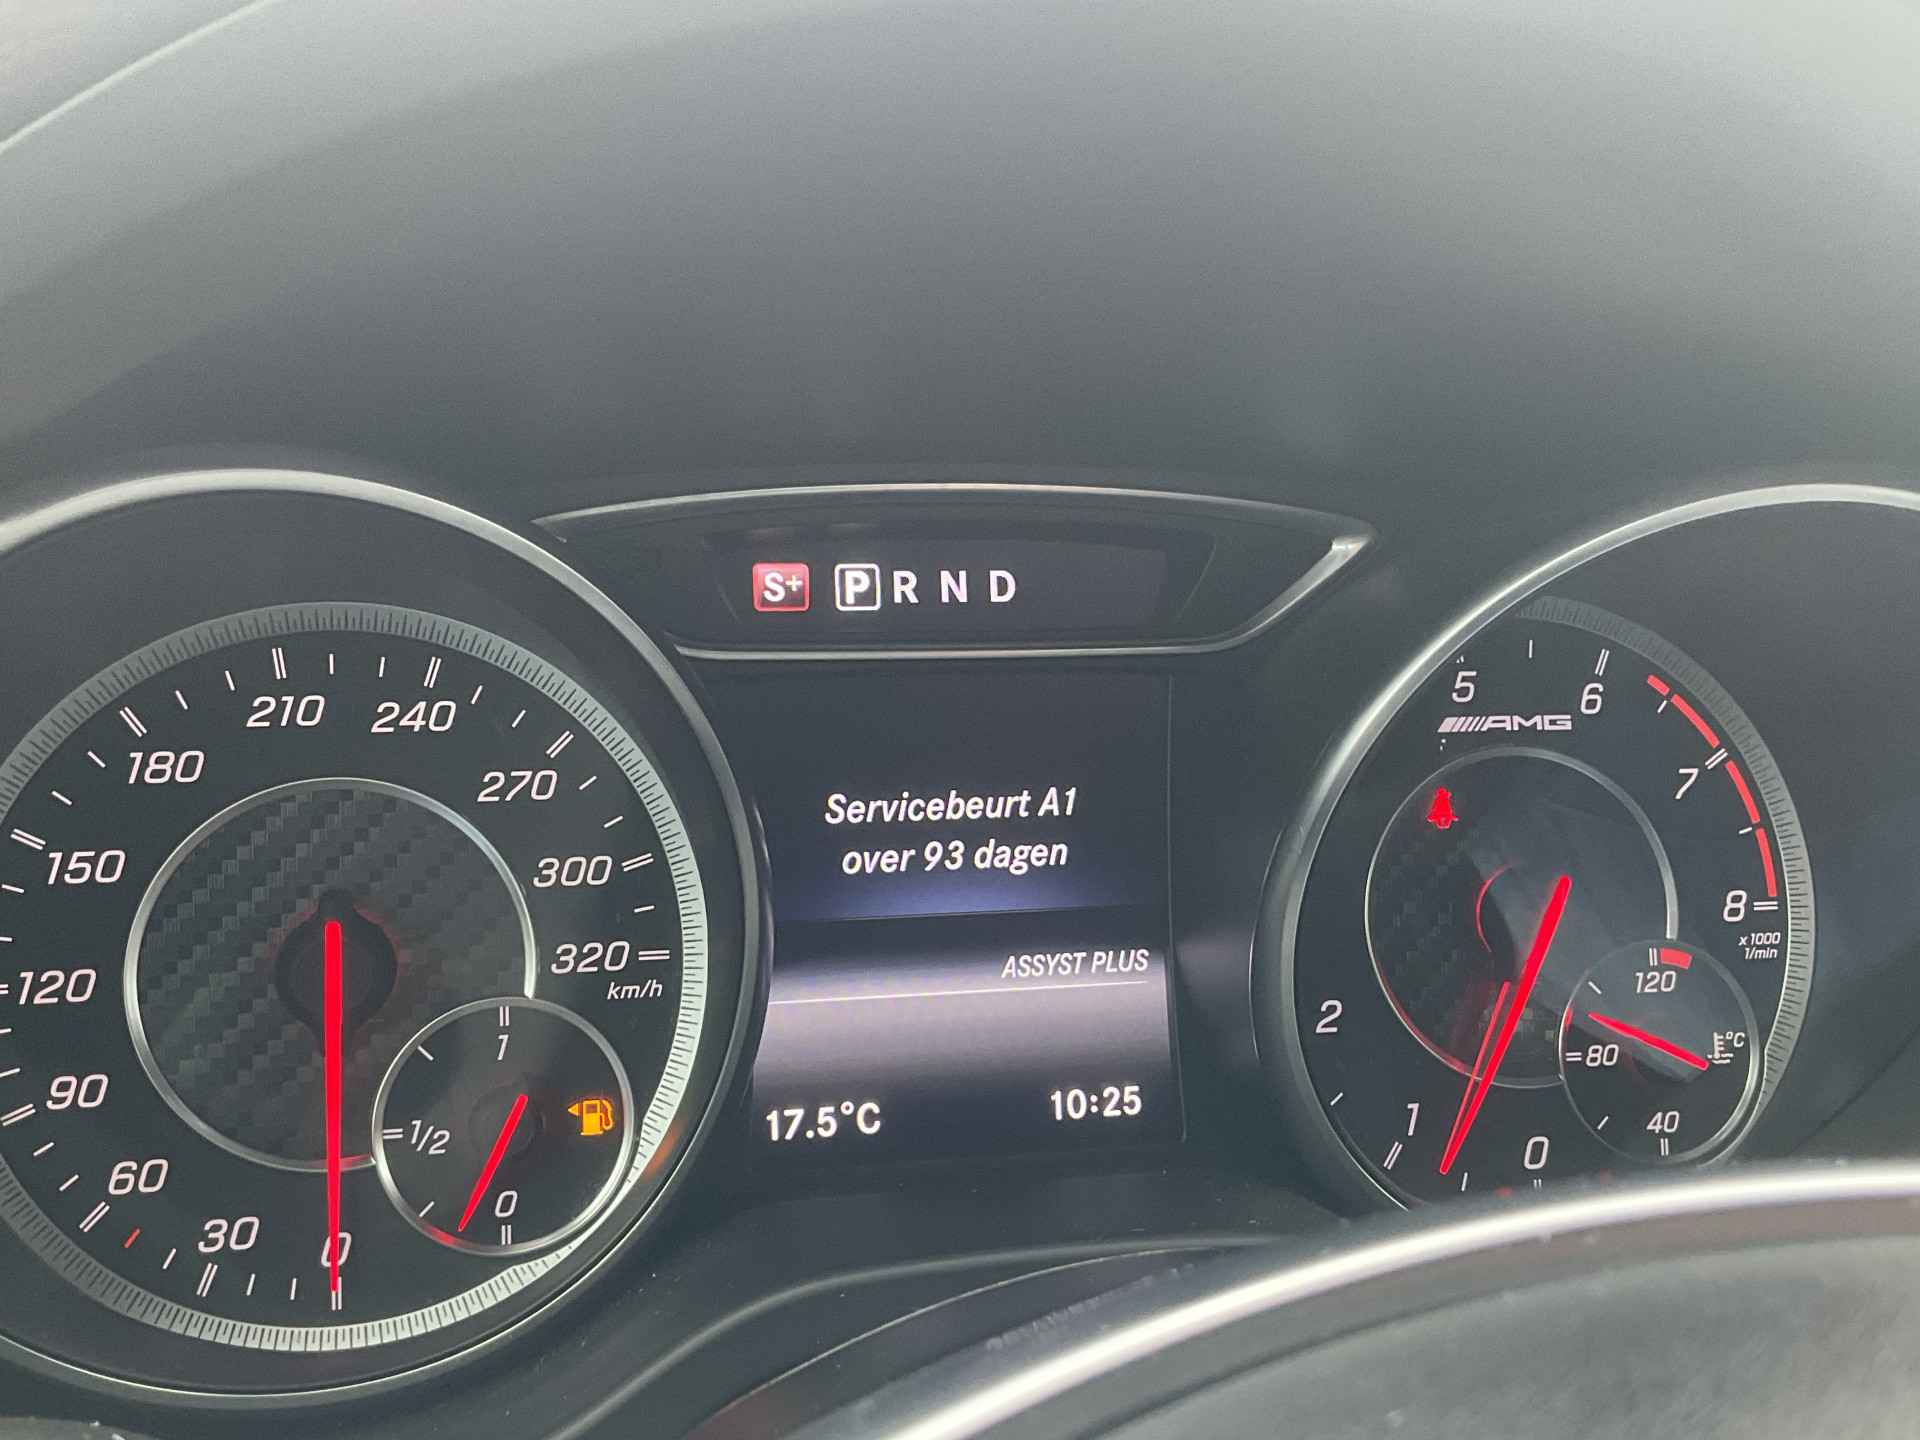 S+ P R N D
210 240
180 270
150 300
120 320
km/h
90
60
30 0
1
1/2
0
Servicebeurt A1
over 93 dagen
ASSYST PLUS
17.5°C 10:25
5 6
AMG
7
8
x 1000
1/min
2
1
0
120
80
°C
40